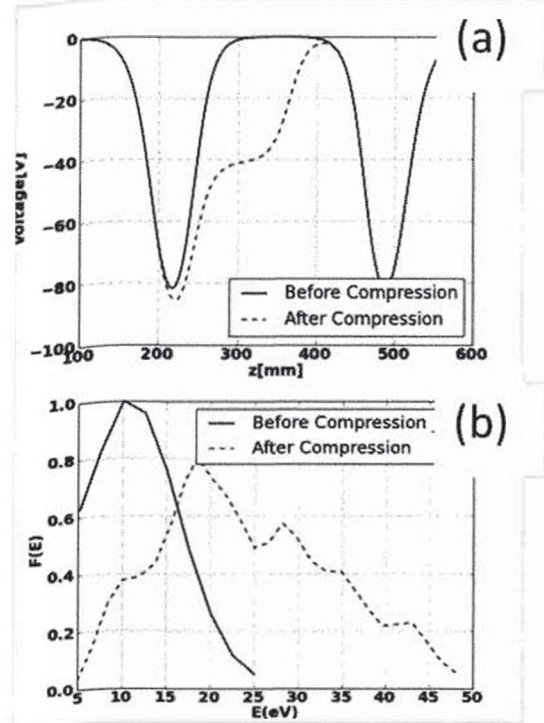 (a)
0
−20
−40
−60
−80
−100
voltage[V]
Before Compression
After Compression
100 200 300 400 500 600
z[mm]
(b)
1.0
0.8
0.6
0.4
0.2
0.0
F(E)
Before Compression
After Compression
5 10 15 20 25 30 35 40 45 50
E(eV)